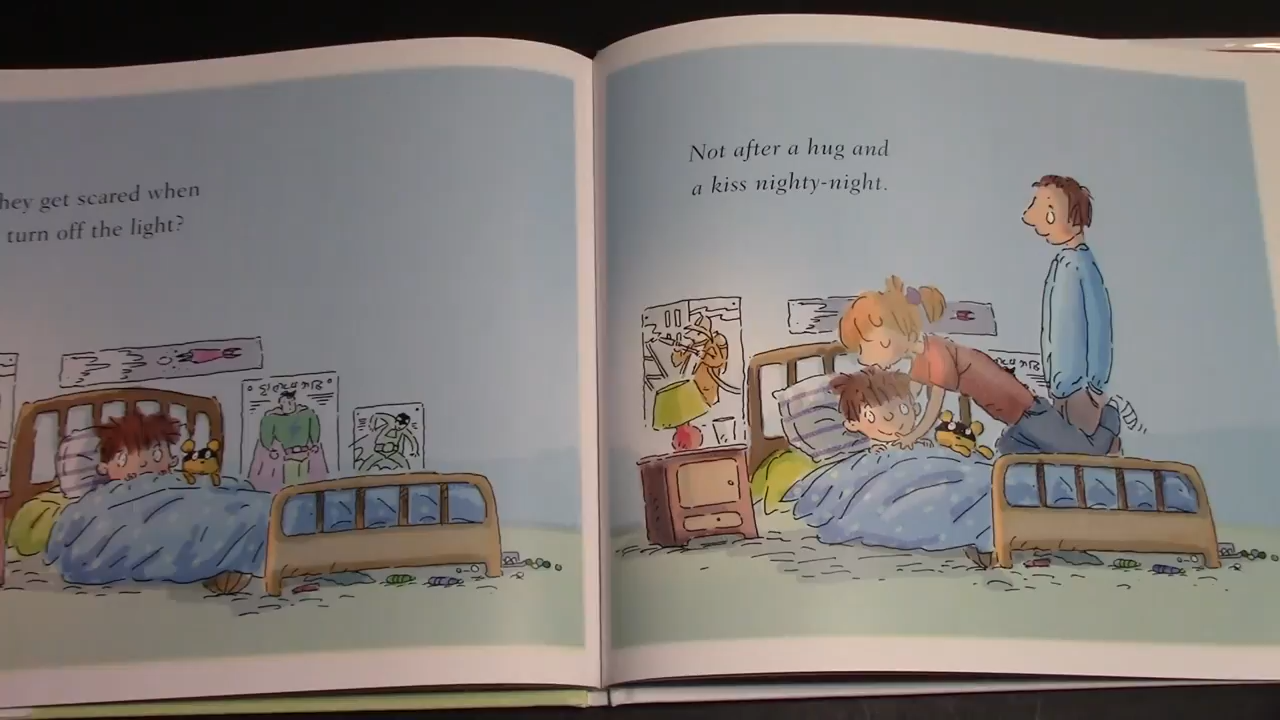 hey get scared when
turn off the light?
Not after a hug and
a kiss nighty-night.